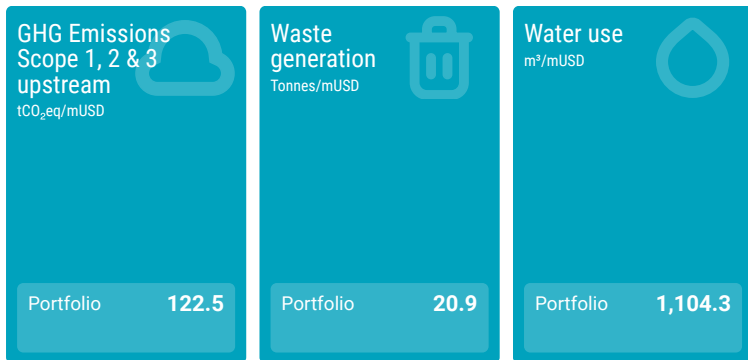 GHG Emissions
Scope 1, 2 & 3
upstream
tCO₂eq/mUSD
Portfolio 122.5
Waste
generation
Tonnes/mUSD
Portfolio 20.9
Water use
m³/mUSD
Portfolio 1,104.3